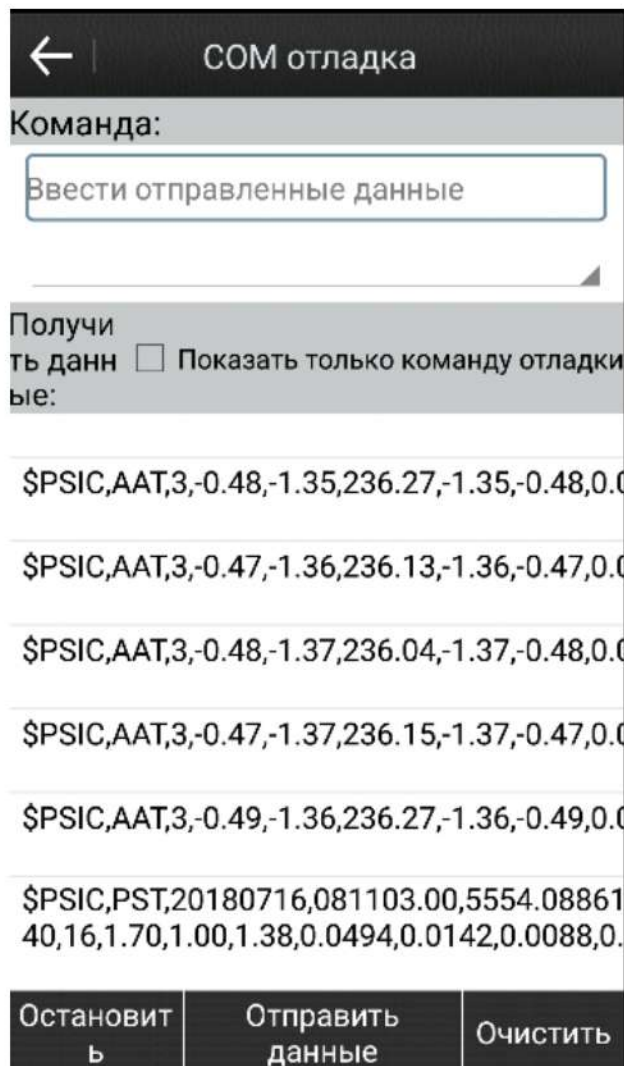 COM отладка
Команда:
Ввести отправленные данные
Получи
ть данн
ые:
Показать только команду отладки
$PSIC,AAT,3,-0.48,-1.35,236.27,-1.35,-0.48,0.0
$PSIC,AAT,3,-0.47,-1.36,236.13,-1.36,-0.47,0.0
$PSIC,AAT,3,-0.48,-1.37,236.04,-1.37,-0.48,0.0
$PSIC,AAT,3,-0.47,-1.37,236.15,-1.37,-0.47,0.0
$PSIC,AAT,3,-0.49,-1.36,236.27,-1.36,-0.49,0.0
$PSIC,PST,20180716,081103.00,5554.08861
40,16,1.70,1.00,1.38,0.0494,0.0142,0.0088,0.
Остановит
ь
Отправить
данные
Очистить